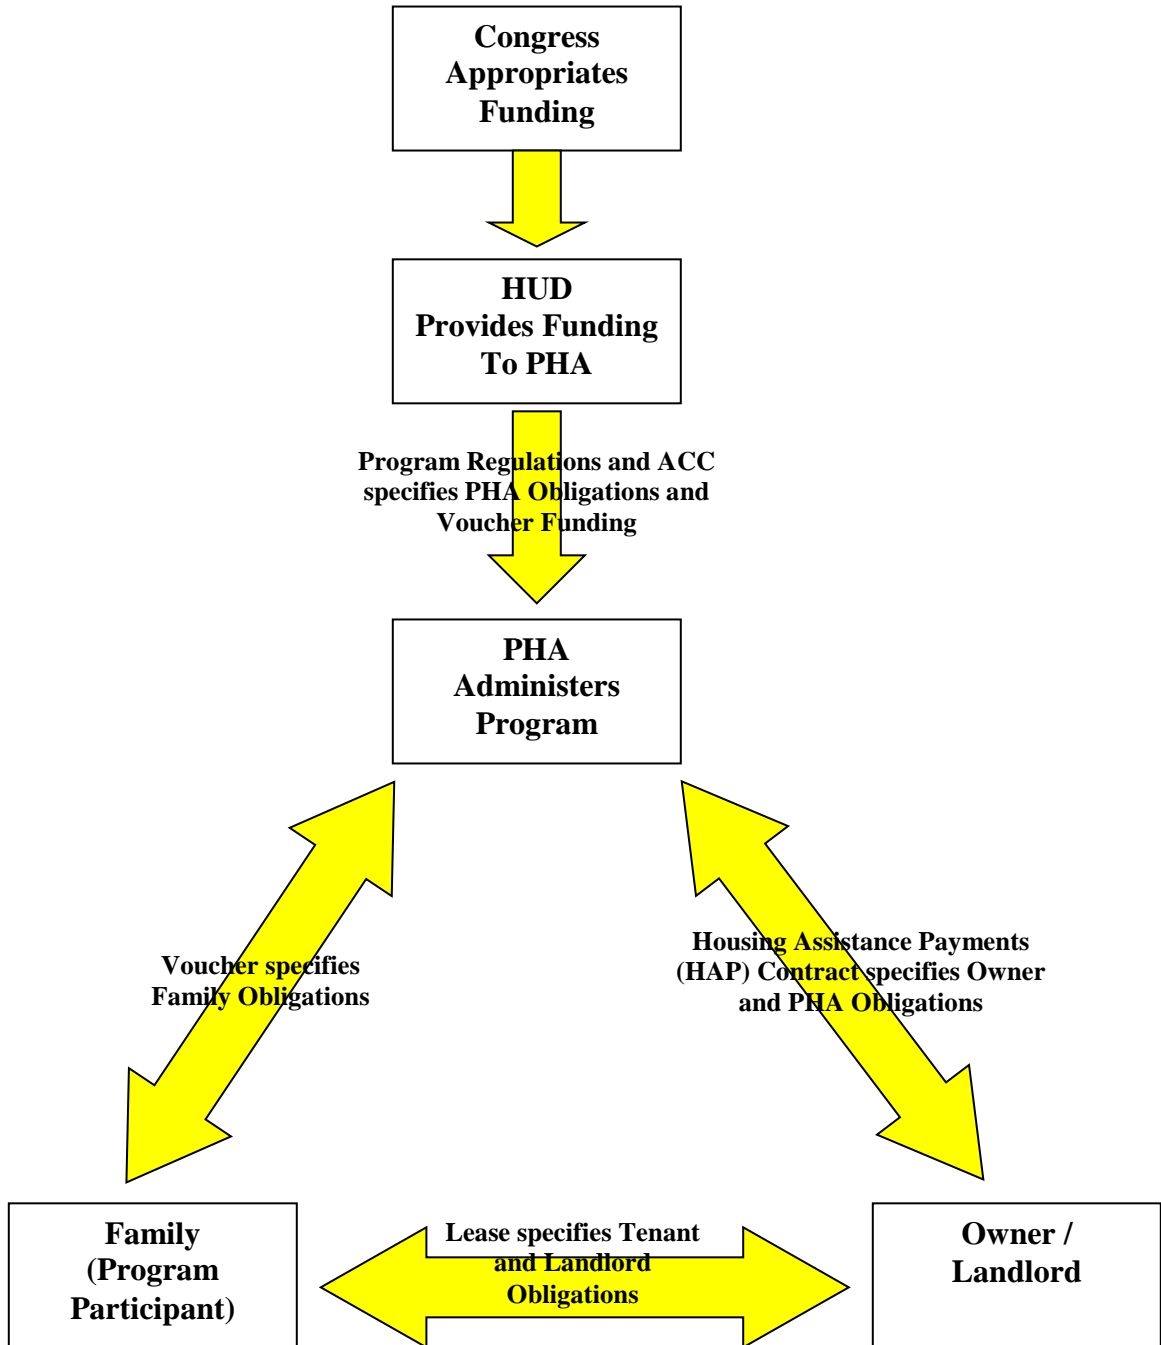 Congress
Appropriates
Funding
HUD
Provides Funding
To PHA
Program Regulations and ACC
specifies PHA Obligations and
Voucher Funding
PHA
Administers
Program
Voucher specifies
Family Obligations
Housing Assistance Payments
(HAP) Contract specifies Owner
and PHA Obligations
Family
(Program
Participant)
Lease specifies Tenant
and Landlord
Obligations
Owner /
Landlord